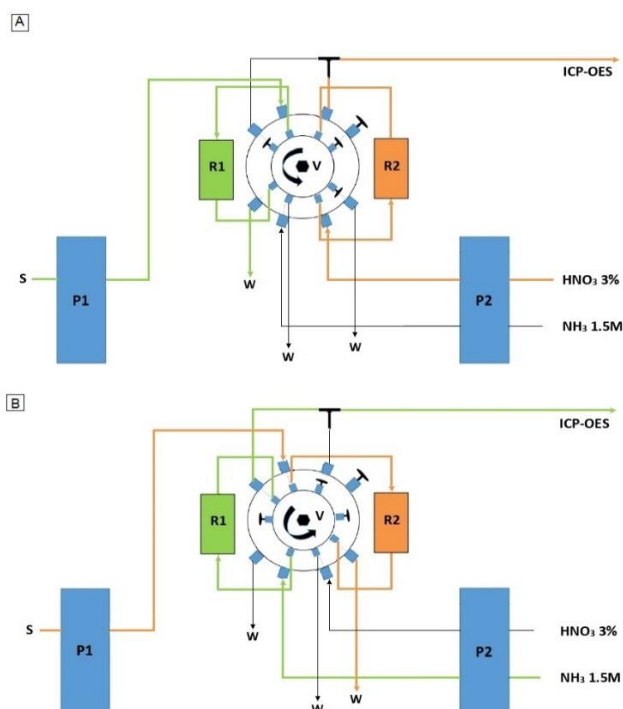 A
ICP-OES
R1
V
R2
S
P1
W
P2
HNO₃ 3%
NH₃ 1.5M
W
W
B
ICP-OES
R1
V
R2
S
P1
W
P2
HNO₃ 3%
NH₃ 1.5M
W
W